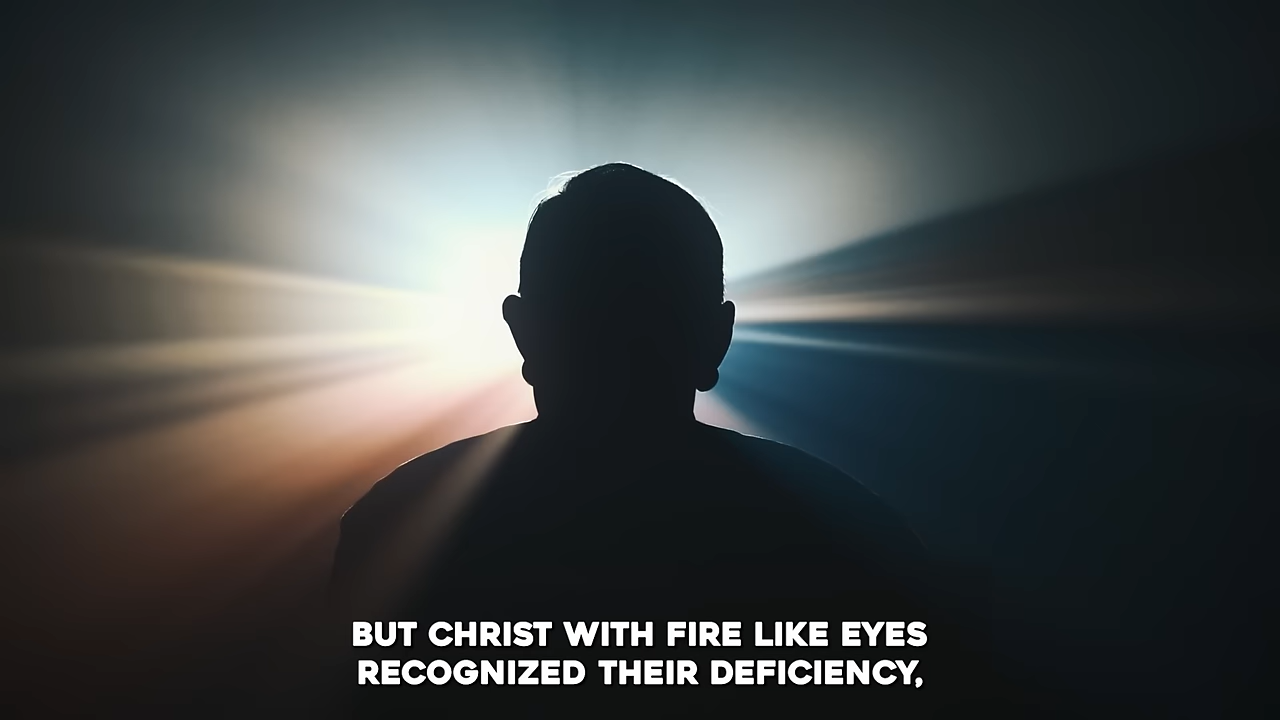 BUT CHRIST WITH FIRE LIKE EYES
RECOGNIZED THEIR DEFICIENCY,